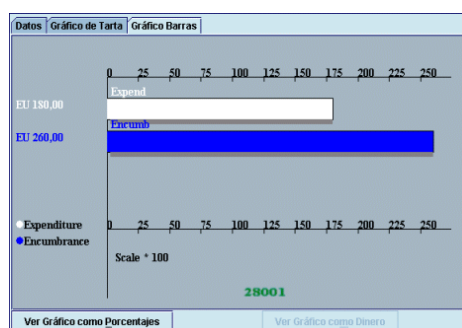 Datos Gráfico de Tarta Gráfico Barras
0 25 50 75 100 125 150 175 200 225 250
Expend
EU 180,00
Encumb
EU 260,00
Expenditure
0 25 50 75 100 125 150 175 200 225 250
Encumbrance
Scale * 100
28001
Ver Gráfico como Porcentajes Ver Gráfico como Dinero